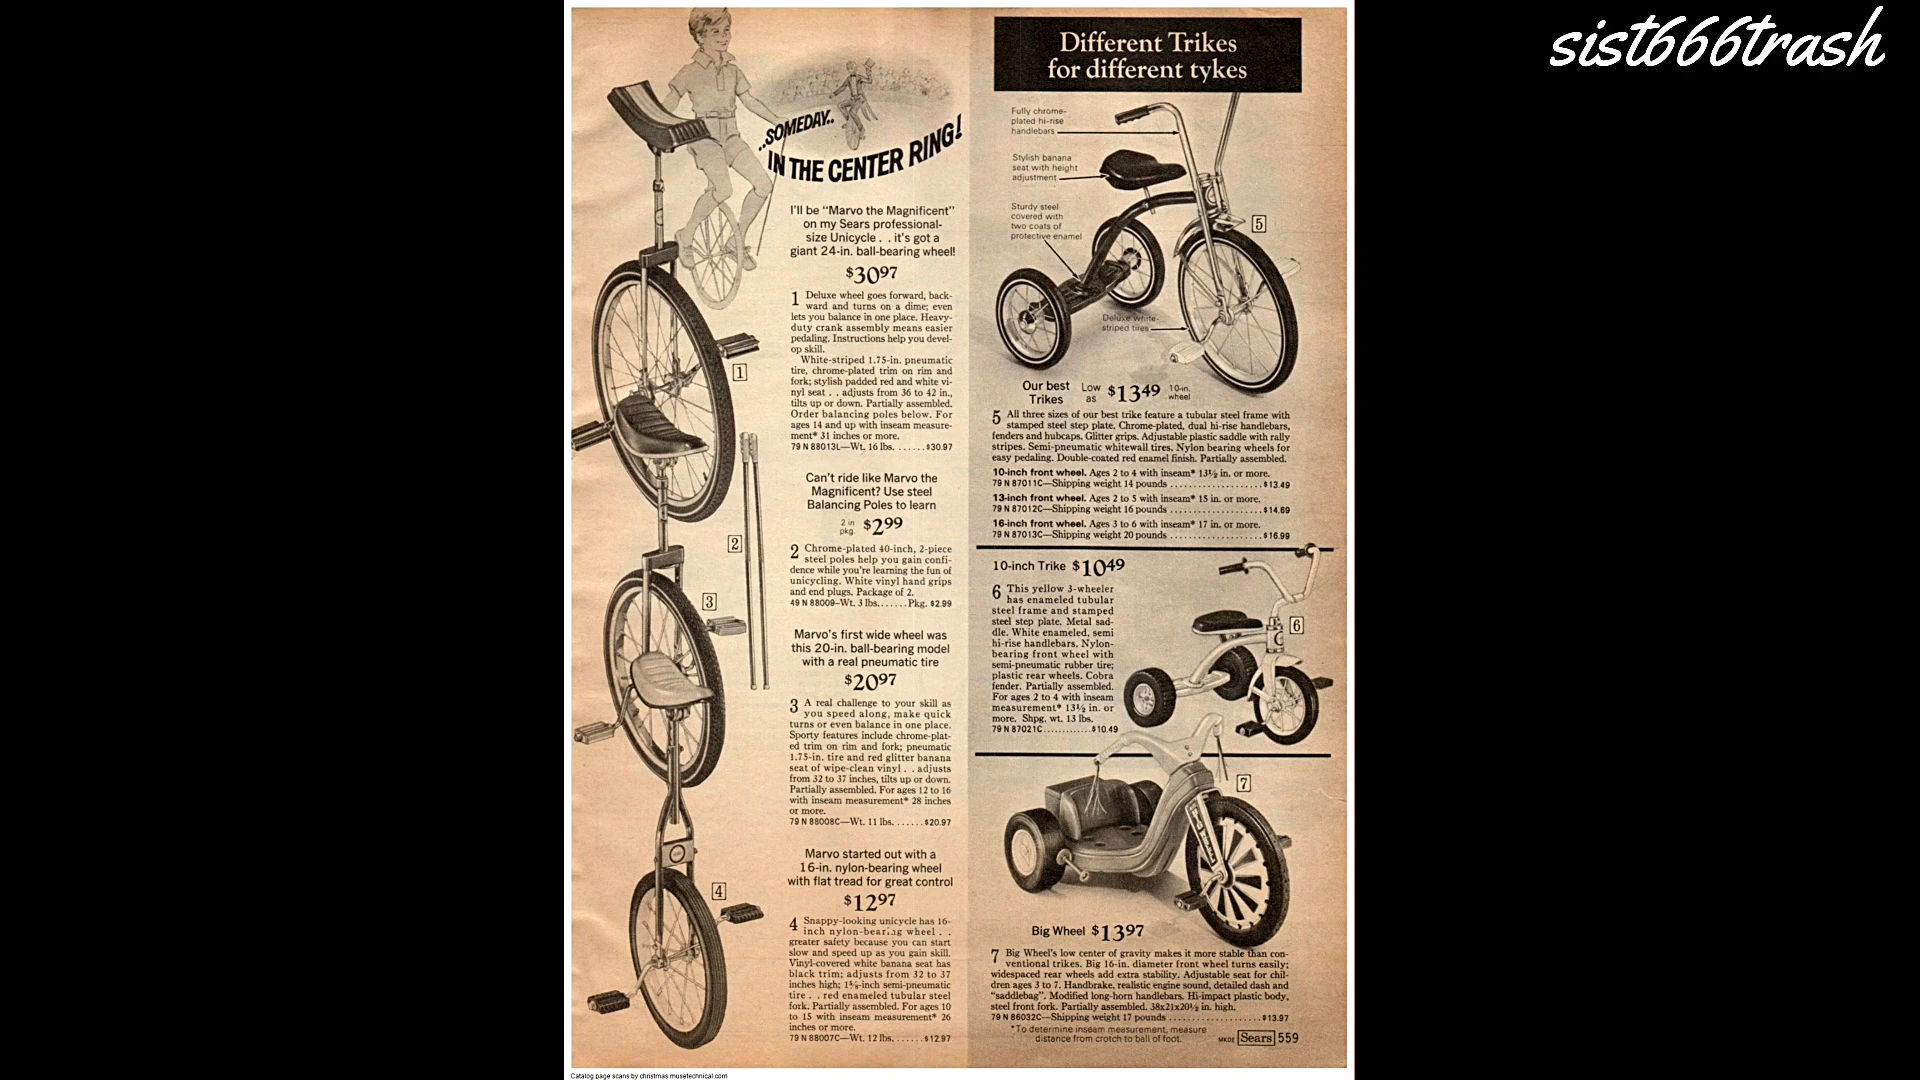 sist666trash
..SOMEDAY..
IN THE CENTER RING!
I'll be "Marvo the Magnificent"
on my Sears professional-
size Unicycle . . it's got a
giant 24-in. ball-bearing wheel!
$30.97
1 Deluxe wheel goes forward, back-
ward and turns on a dime; even
lets you balance in one place. Heavy-
duty crank assembly means easier
pedaling. Instructions help you devel-
op skill.
White-striped 1.75-in. pneumatic
tire, chrome-plated trim on rim and
fork; stylish padded red and white vi-
nyl seat . . adjusts from 36 to 42 in.,
tilts up or down. Partially assembled.
Order balancing poles below. For
ages 14 and up with inseam measure-
ment* 31 inches or more.
79 N 88013L—Wt. 16 lbs. ......$30.97
Can't ride like Marvo the
Magnificent? Use steel
Balancing Poles to learn
2 in pkg. $2.99
2 Chrome-plated 40-inch, 2-piece
steel poles help you gain confi-
dence while you're learning the fun of
unicycling. White vinyl hand grips
and end plugs. Package of 2.
49 N 88009—Wt. 3 lbs.......Pkg. $2.99
Marvo's first wide wheel was
this 20-in. ball-bearing model
with a real pneumatic tire
$20.97
3 A real challenge to your skill as
you speed along, make quick
turns or even balance in one place.
Sporty features include chrome-plat-
ed trim on rim and fork; pneumatic
1.75-in. tire and red glitter banana
seat of wipe-clean vinyl . . adjusts
from 32 to 37 inches, tilts up or down.
Partially assembled. For ages 12 to 16
with inseam measurement* 28 inches
or more.
79 N 88008C—Wt. 11 lbs. ......$20.97
Marvo started out with a
16-in. nylon-bearing wheel
with flat tread for great control
$12.97
4 Snappy-looking unicycle has 16-
inch nylon-bearing wheel . .
greater safety because you can start
slow and speed up as you gain skill.
Vinyl-covered white banana seat has
black trim; adjusts from 32 to 37
inches high; 1⅜-inch semi-pneumatic
tire . . red enameled tubular steel
fork. Partially assembled. For ages 10
to 15 with inseam measurement* 26
inches or more.
79 N 88007C—Wt. 12 lbs. ......$12.97
1
2
3
4
Different Trikes
for different tykes
Fully chrome-
plated hi-rise
handlebars
Stylish banana
seat with height
adjustment
Sturdy steel
covered with
two coats of
protective enamel
Deluxe white-
striped tires
5
Our best Trikes Low as $13.49 10-in. wheel
5 All three sizes of our best trike feature a tubular steel frame with
stamped steel step plate. Chrome-plated, dual hi-rise handlebars,
fenders and hubcaps. Glitter grips. Adjustable plastic saddle with rally
stripes. Semi-pneumatic whitewall tires. Nylon bearing wheels for
easy pedaling. Double-coated red enamel finish. Partially assembled.
10-inch front wheel. Ages 2 to 4 with inseam* 13½ in. or more.
79 N 87011C—Shipping weight 14 pounds ....................$13.49
13-inch front wheel. Ages 2 to 5 with inseam* 15 in. or more.
79 N 87012C—Shipping weight 16 pounds ....................$14.69
16-inch front wheel. Ages 3 to 6 with inseam* 17 in. or more.
79 N 87013C—Shipping weight 20 pounds ....................$16.99
10-inch Trike $10.49
6 This yellow 3-wheeler
has enameled tubular
steel frame and stamped
steel step plate. Metal sad-
dle. White enameled, semi
hi-rise handlebars. Nylon-
bearing front wheel with
semi-pneumatic rubber tire;
plastic rear wheels. Cobra
fender. Partially assembled.
For ages 2 to 4 with inseam
measurement* 13½ in. or
more. Shpg. wt. 13 lbs.
79 N 87021C............$10.49
6
7
Big Wheel $13.97
7 Big Wheel's low center of gravity makes it more stable than con-
ventional trikes. Big 16-in. diameter front wheel turns easily;
widespaced rear wheels add extra stability. Adjustable seat for chil-
dren ages 3 to 7. Handbrake, realistic engine sound, detailed dash and
"saddlebag". Modified long-horn handlebars. Hi-impact plastic body,
steel front fork. Partially assembled. 38x21x20½ in. high.
79 N 86032C—Shipping weight 17 pounds ....................$13.97
*To determine inseam measurement, measure
distance from crotch to ball of foot.
MKDE Sears 559
Catalog page scans by christmas.musetechnical.com